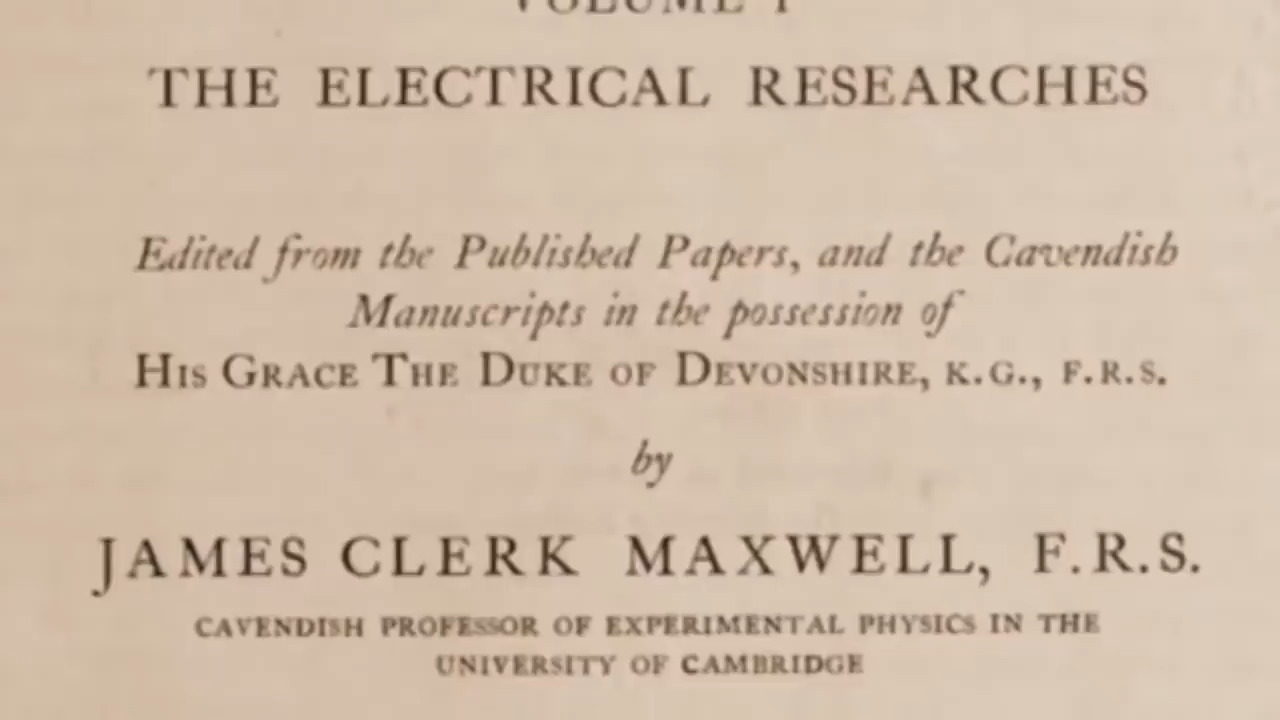 VOLUME I
THE ELECTRICAL RESEARCHES
Edited from the Published Papers, and the Cavendish
Manuscripts in the possession of
HIS GRACE THE DUKE OF DEVONSHIRE, K.G., F.R.S.
by
JAMES CLERK MAXWELL, F.R.S.
CAVENDISH PROFESSOR OF EXPERIMENTAL PHYSICS IN THE
UNIVERSITY OF CAMBRIDGE